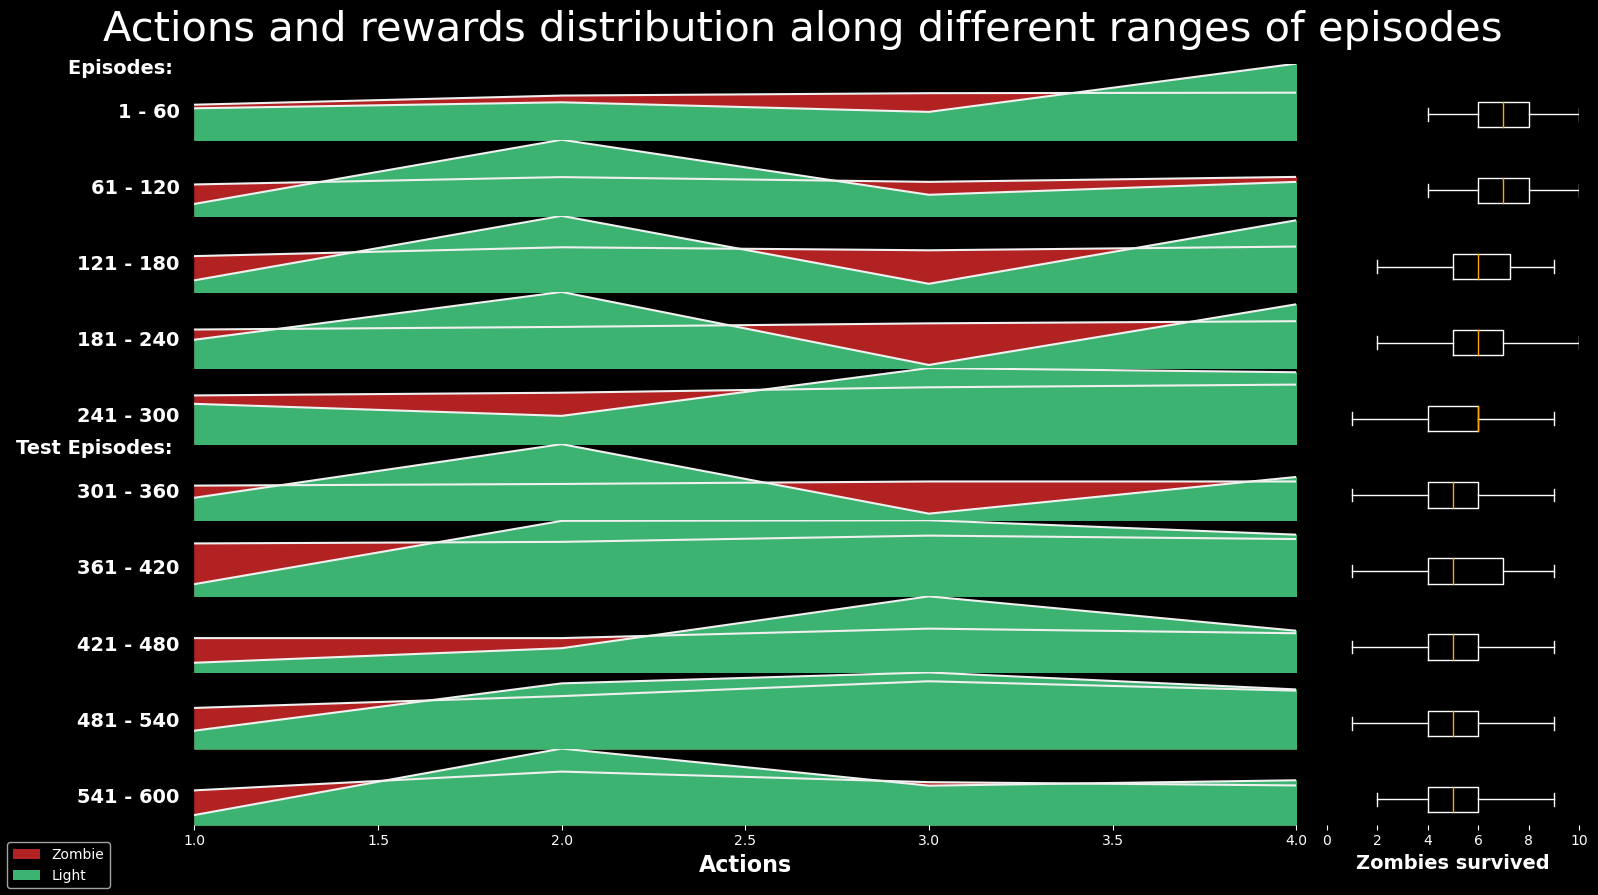 Actions and rewards distribution along different ranges of episodes
Episodes:
1 - 60
61 - 120
121 - 180
181 - 240
241 - 300
Test Episodes:
301 - 360
361 - 420
421 - 480
481 - 540
541 - 600
1.0 1.5 2.0 2.5 3.0 3.5 4.0 0 2 4 6 8 10
Actions Zombies survived
Zombie
Light